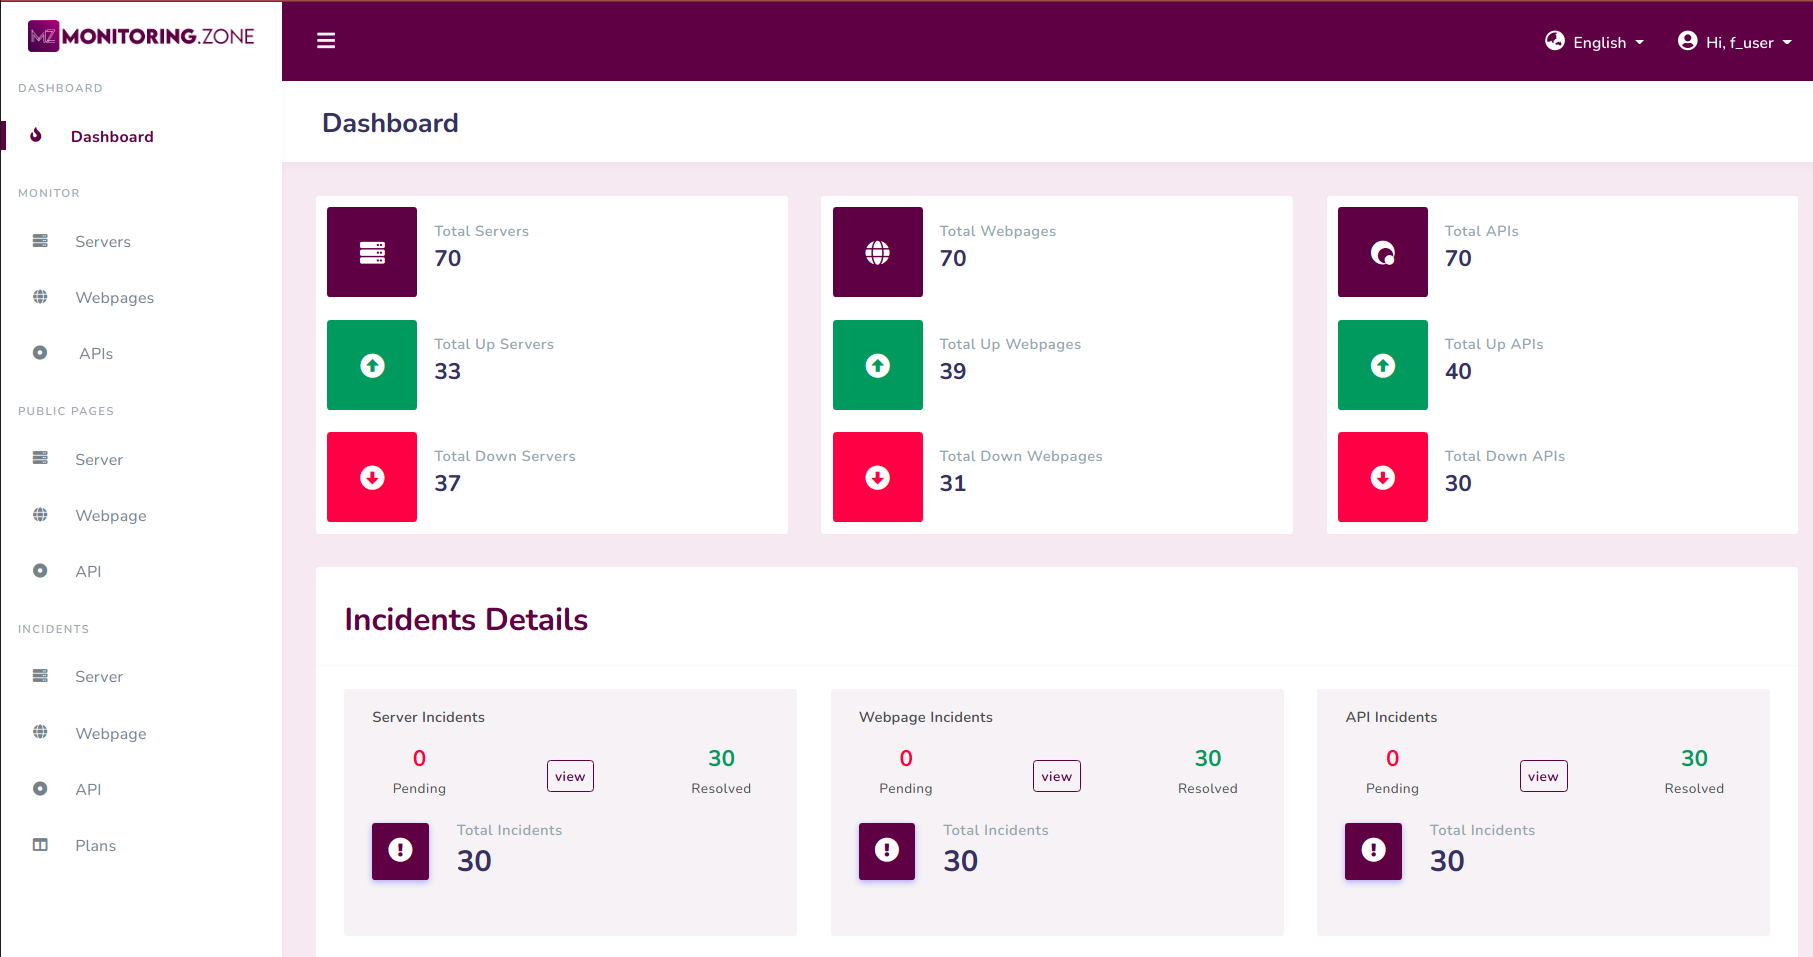 MZ MONITORING.ZONE
English
Hi, f_user
DASHBOARD
Dashboard
MONITOR
Servers
Webpages
APIs
PUBLIC PAGES
Server
Webpage
API
INCIDENTS
Server
Webpage
API
Plans
Dashboard
Total Servers
70
Total Up Servers
33
Total Down Servers
37
Total Webpages
70
Total Up Webpages
39
Total Down Webpages
31
Total APIs
70
Total Up APIs
40
Total Down APIs
30
Incidents Details
Server Incidents
0
Pending
view
30
Resolved
Total Incidents
30
Webpage Incidents
0
Pending
view
30
Resolved
Total Incidents
30
API Incidents
0
Pending
view
30
Resolved
Total Incidents
30